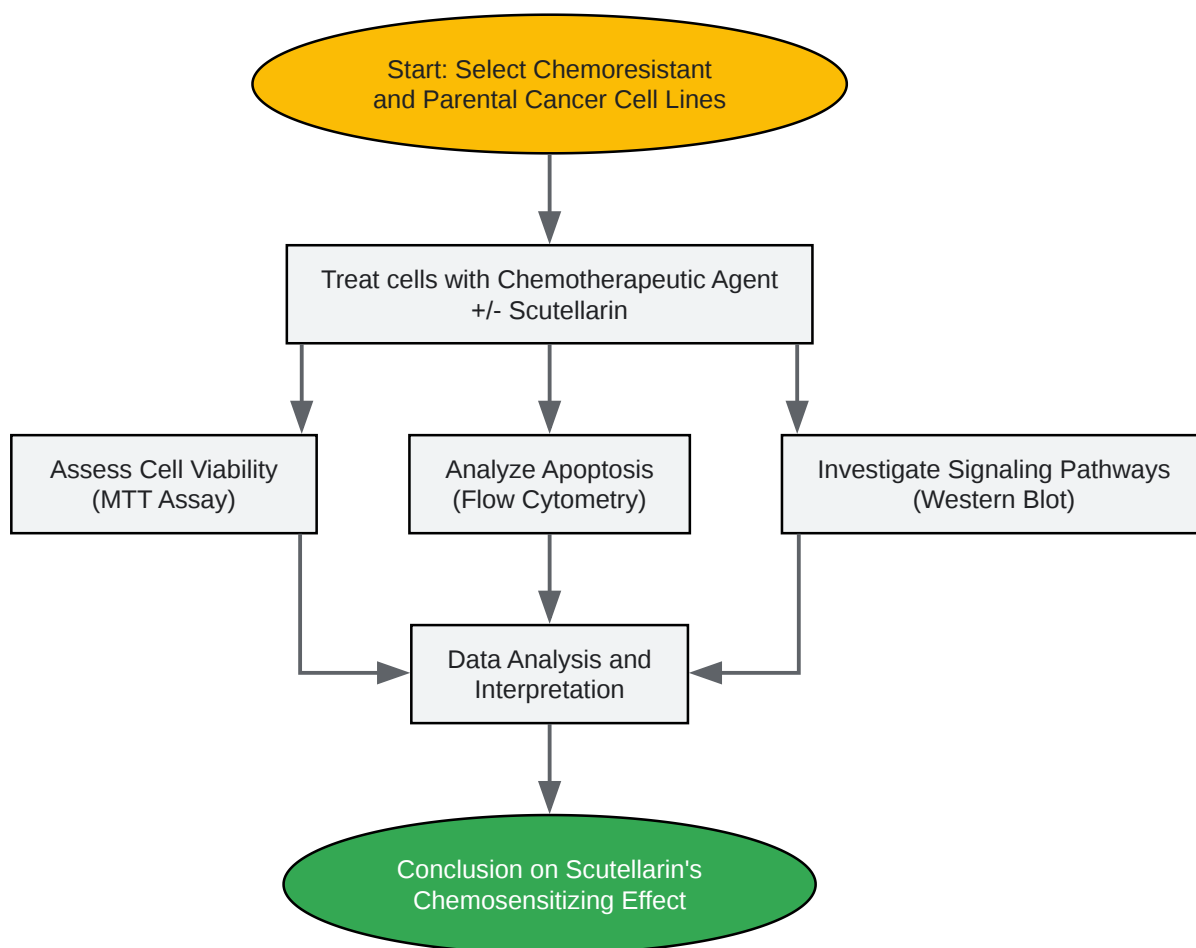 Start: Select Chemoresistant
and Parental Cancer Cell Lines
Treat cells with Chemotherapeutic Agent
+/- Scutellarin
Assess Cell Viability
(MTT Assay)
Analyze Apoptosis
(Flow Cytometry)
Investigate Signaling Pathways
(Western Blot)
Data Analysis and
Interpretation
Conclusion on Scutellarin's
Chemosensitizing Effect